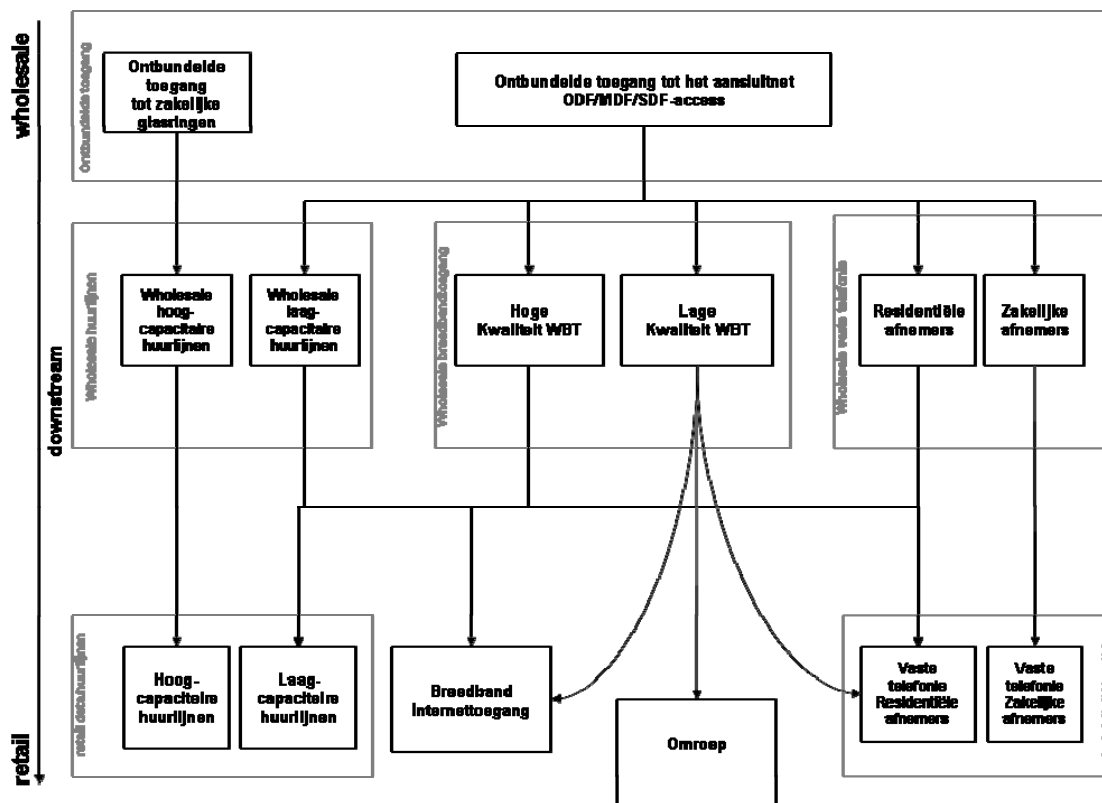 wholesale
Ontbundelde toegang
Ontbundelde
toegang
tot zakelijke
glasringen
Ontbundelde toegang tot het aansluitnet
ODF/MDF/SDF-access
downstream
Wholesale huurlijnen
Wholesale
hoog-
capacitaire
huurlijnen
Wholesale
laag-
capacitaire
huurlijnen
Wholesale breedbandtoegang
Hoge
Kwaliteit WBT
Lage
Kwaliteit WBT
Wholesale vaste telefonie
Residentiële
afnemers
Zakelijke
afnemers
retail
retail data/huurlijnen
Hoog-
capacitaire
huurlijnen
Laag-
capacitaire
huurlijnen
Breedband
Internettoegang
Omroep
Vaste
telefonie
Residentiële
afnemers
Vaste
telefonie
Zakelijke
afnemers